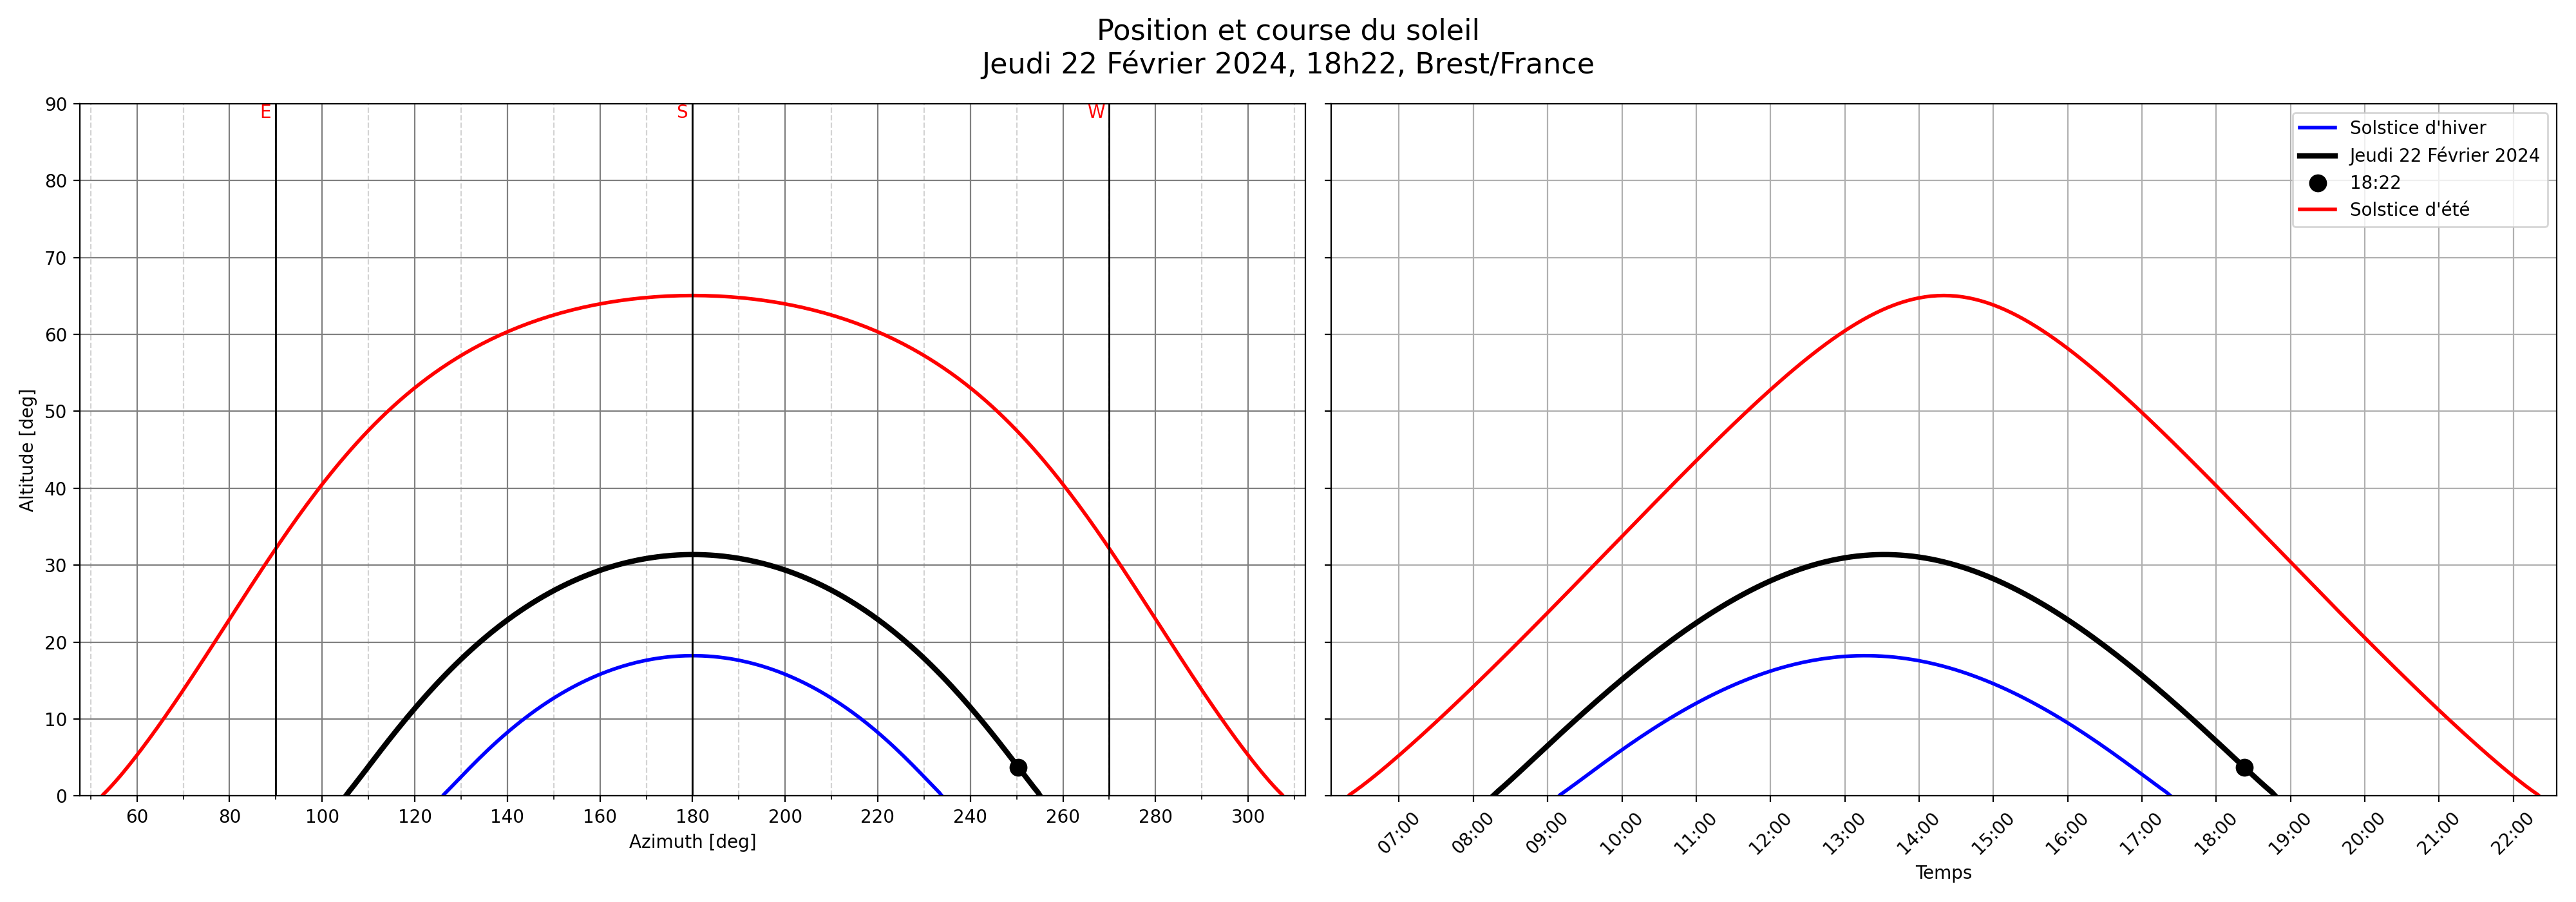 Position et course du soleil
Jeudi 22 Février 2024, 18h22, Brest/France
E
S
W
90
80
70
60
50
40
30
20
10
0
Altitude [deg]
60 80 100 120 140 160 180 200 220 240 260 280 300
Azimuth [deg]
Solstice d'hiver
Jeudi 22 Février 2024
18:22
Solstice d'été
07:00 08:00 09:00 10:00 11:00 12:00 13:00 14:00 15:00 16:00 17:00 18:00 19:00 20:00 21:00 22:00
Temps